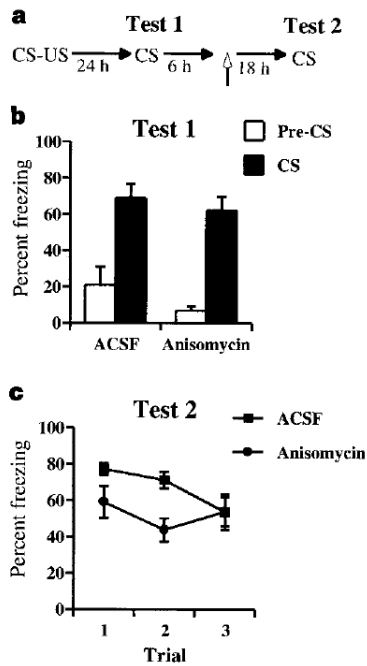 a
Test 1 Test 2
CS-US 24 h CS 6 h 18 h CS
b
Test 1
Pre-CS
CS
Percent freezing
100
80
60
40
20
0
ACSF Anisomycin
c
Test 2
ACSF
Anisomycin
Percent freezing
100
80
60
40
20
0
1 2 3
Trial